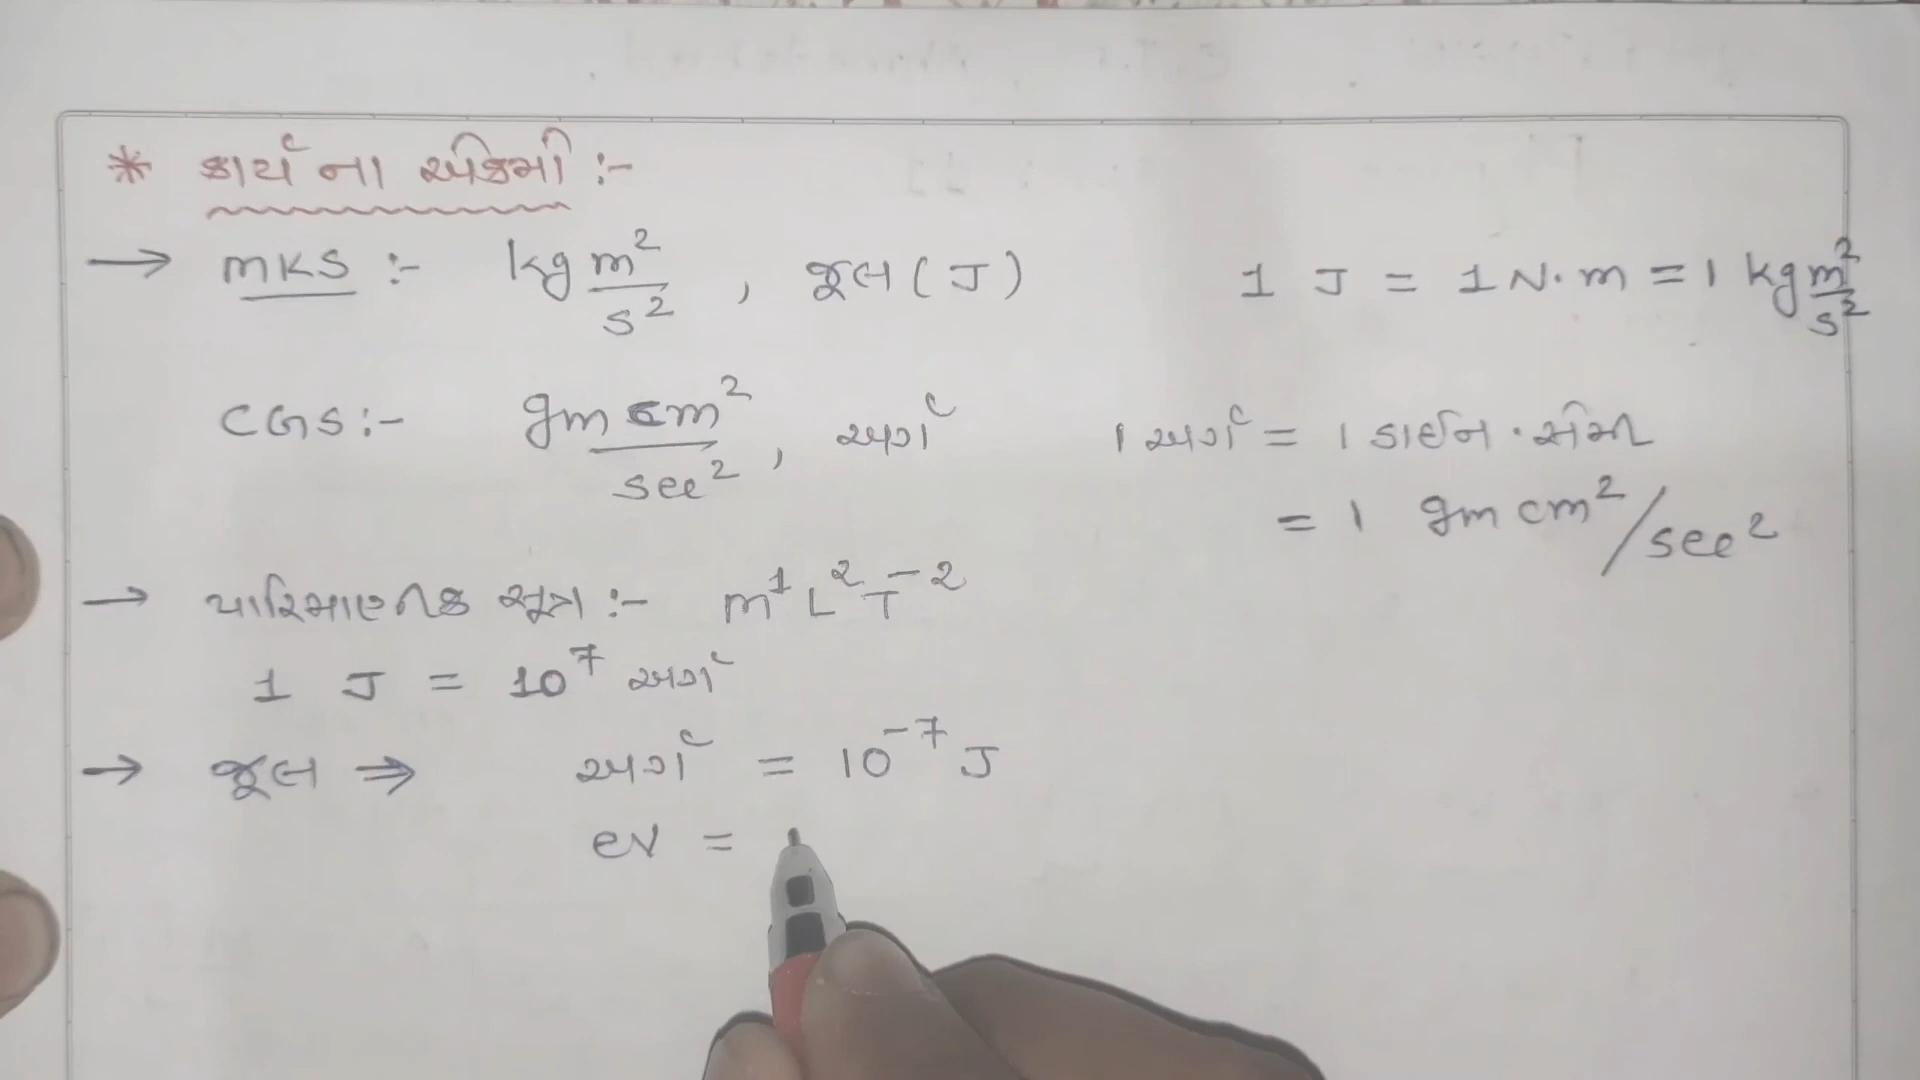 * કાર્ય ના એકમો :-
→ MKS :- kg m²/s² , જૂલ (J) 1 J = 1 N·m = 1 kg m²/s²
CGS :- gm cm²/sec² , અર્ગ 1 અર્ગ = 1 ડાઈન · સેમી
= 1 gm cm²/sec²
→ પારિમાણિક સૂત્ર :- m¹ L² T⁻²
1 J = 10⁷ અર્ગ
→ જૂલ ⇒ અર્ગ = 10⁻⁷ J
ev =